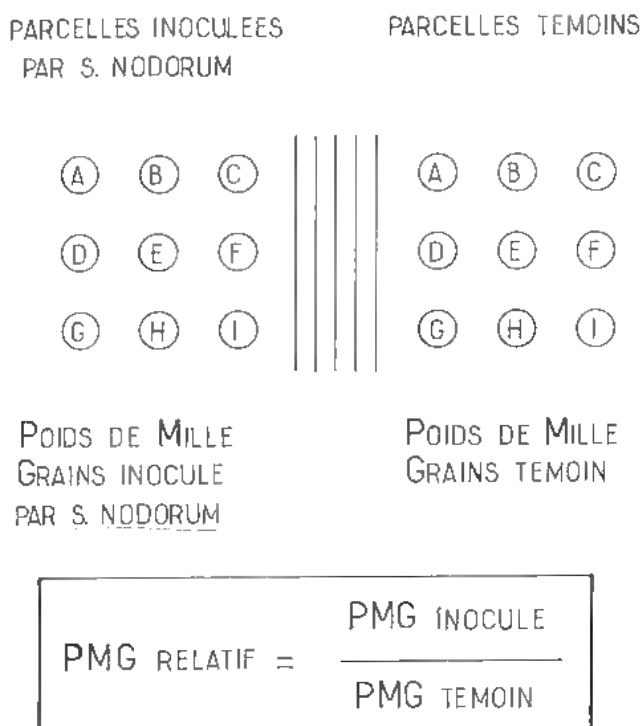 PARCELLES INOCULEES
PAR S. NODORUM
PARCELLES TEMOINS
A B C
D E F
G H I
A B C
D E F
G H I
POIDS DE MILLE
GRAINS INOCULE
PAR S. NODORUM
POIDS DE MILLE
GRAINS TEMOIN
PMG RELATIF =
PMG INOCULE
PMG TEMOIN